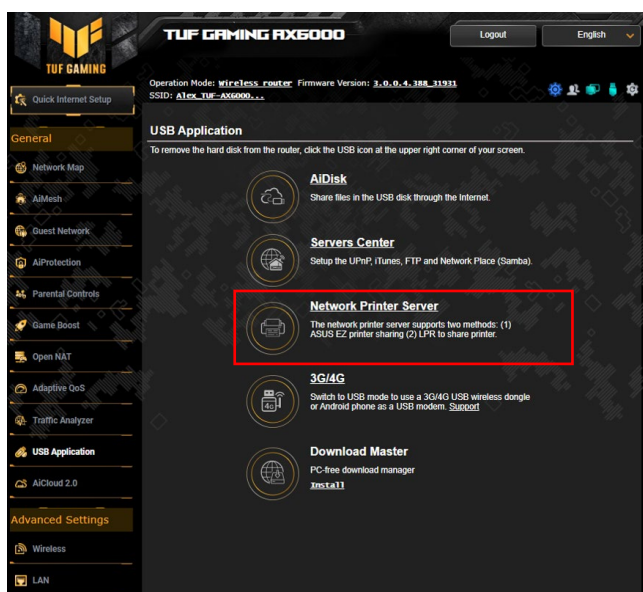 TUF GAMING AX6000
Logout
English
TUF GAMING
Quick Internet Setup
Operation Mode: Wireless router Firmware Version: 3.0.0.4.388_31931
SSID: Alex_TUF-AX6000...
General
Network Map
AiMesh
Guest Network
AiProtection
Parental Controls
Game Boost
Open NAT
Adaptive QoS
Traffic Analyzer
USB Application
AiCloud 2.0
Advanced Settings
Wireless
LAN
USB Application
To remove the hard disk from the router, click the USB icon at the upper right corner of your screen.
AiDisk
Share files in the USB disk through the Internet.
Servers Center
Setup the UPnP, iTunes, FTP and Network Place (Samba).
Network Printer Server
The network printer server supports two methods: (1)
ASUS EZ printer sharing (2) LPR to share printer.
3G/4G
4G
Switch to USB mode to use a 3G/4G USB wireless dongle
or Android phone as a USB modem. Support
Download Master
PC-free download manager
Install